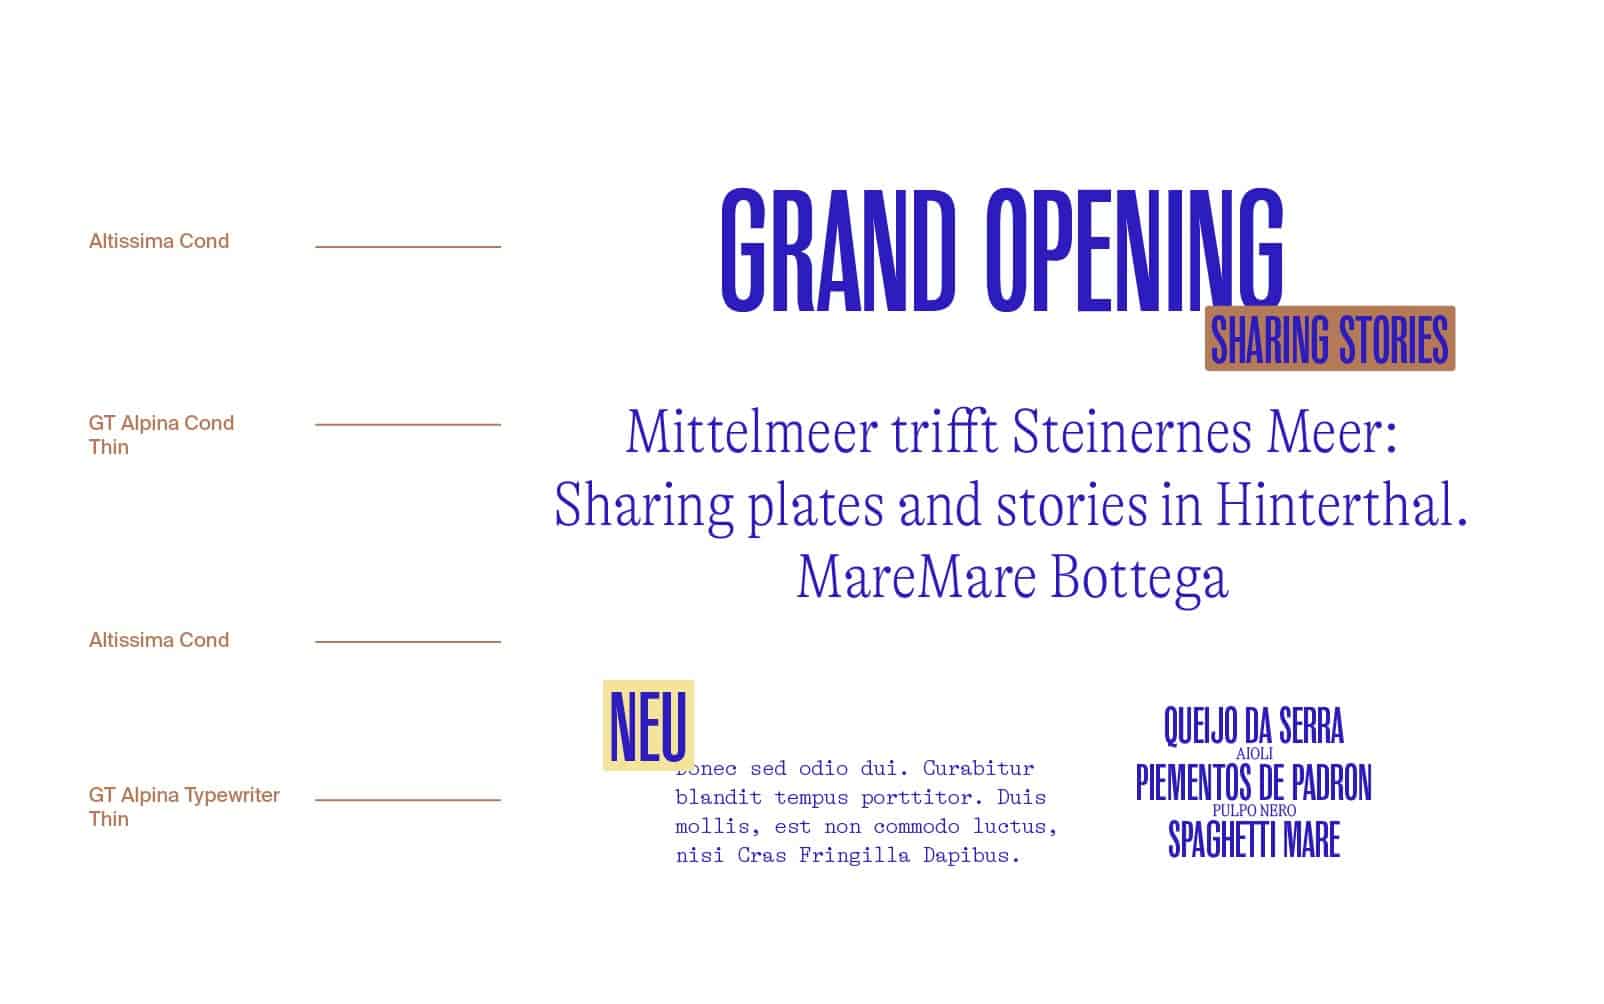 Altissima Cond
GRAND OPENING
SHARING STORIES
GT Alpina Cond
Thin
Mittelmeer trifft Steinernes Meer:
Sharing plates and stories in Hinterthal.
MareMare Bottega
Altissima Cond
NEU
GT Alpina Typewriter
Thin
Donec sed odio dui. Curabitur
blandit tempus porttitor. Duis
mollis, est non commodo luctus,
nisi Cras Fringilla Dapibus.
QUEIJO DA SERRA
AIOLI
PIEMENTOS DE PADRON
PULPO NERO
SPAGHETTI MARE